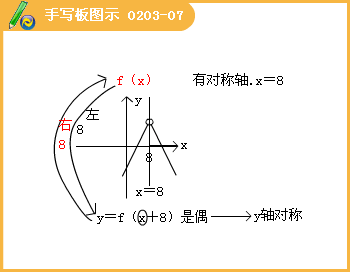 手写板图示 0203-07
f(x)
有对称轴.x=8
y
左
8
右
8
x
8
x=8
y=f(x+8)是偶
y轴对称